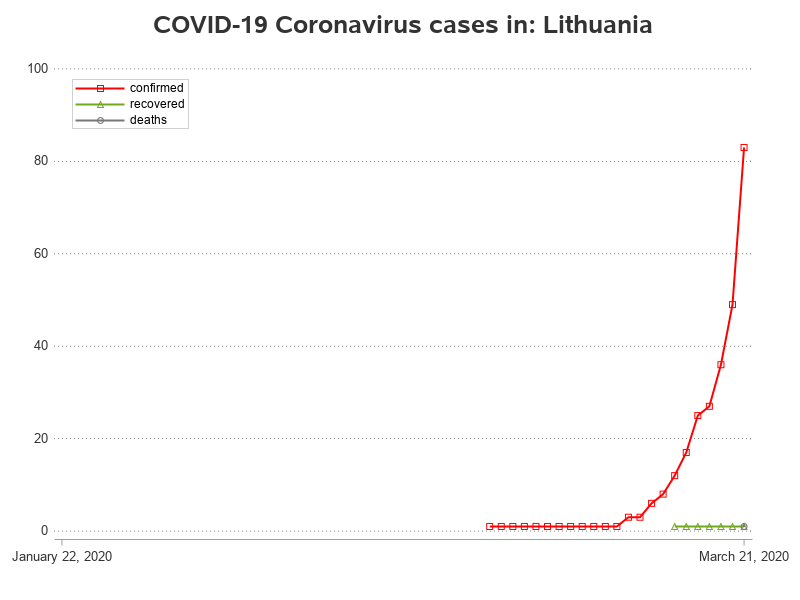 COVID-19 Coronavirus cases in: Lithuania
100
confirmed
recovered
deaths
80
60
40
20
0
January 22, 2020
March 21, 2020